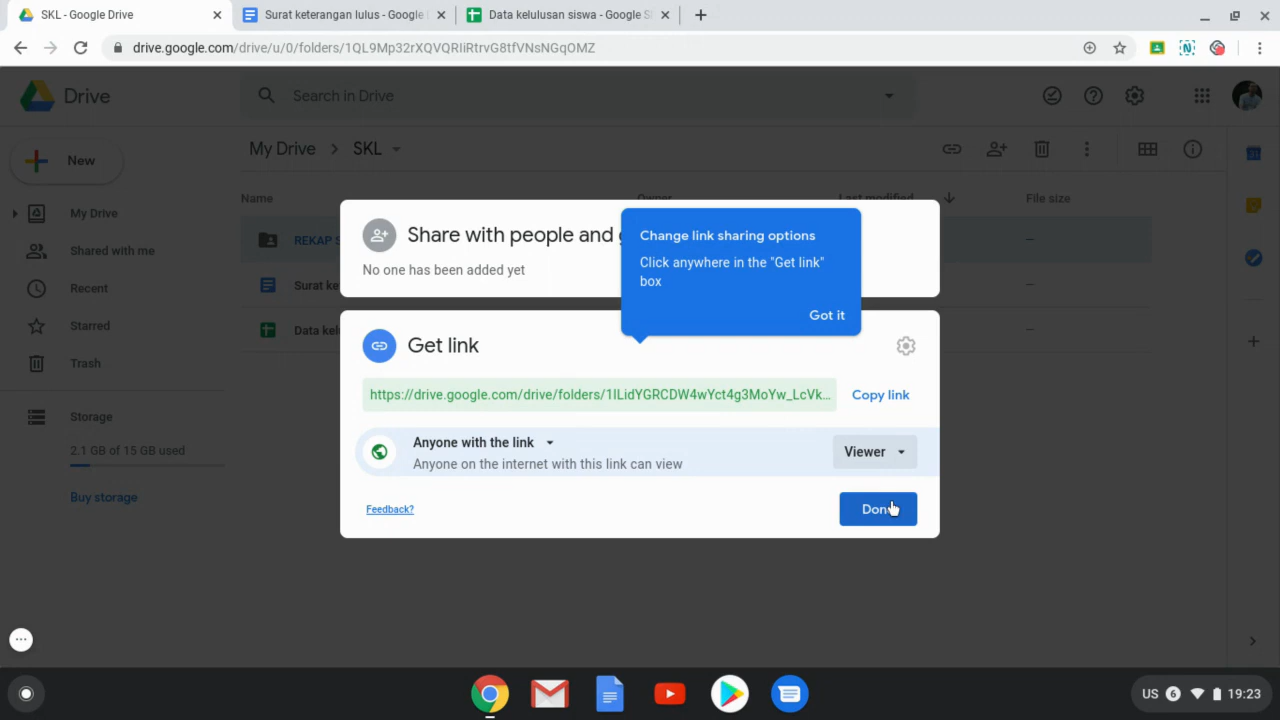 SKL - Google Drive
Surat keterangan lulus - Google
Data kelulusan siswa - Google S
drive.google.com/drive/u/0/folders/1QL9Mp32rXQVQRIiRtrvG8tfVNsNGqOMZ
Drive
Search in Drive
New
My Drive
SKL
Name
Owner
Last modified
File size
My Drive
Shared with me
Recent
Starred
Trash
Storage
2.1 GB of 15 GB used
Buy storage
REKAP S
Surat ke
Data kel
Share with people and g
No one has been added yet
Change link sharing options
Click anywhere in the "Get link"
box
Got it
Get link
https://drive.google.com/drive/folders/1ILidYGRCDW4wYct4g3MoYw_LcVk...
Copy link
Anyone with the link
Anyone on the internet with this link can view
Viewer
Feedback?
Done
US
6
19:23